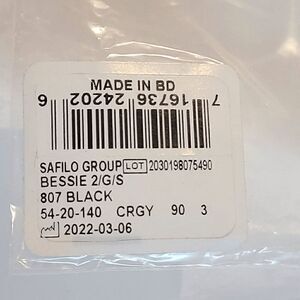 MADE IN BD
7 16736 24202 6
SAFILO GROUP LOT 2030198075490
BESSIE 2/G/S
807 BLACK
54-20-140 CRGY 90 3
2022-03-06